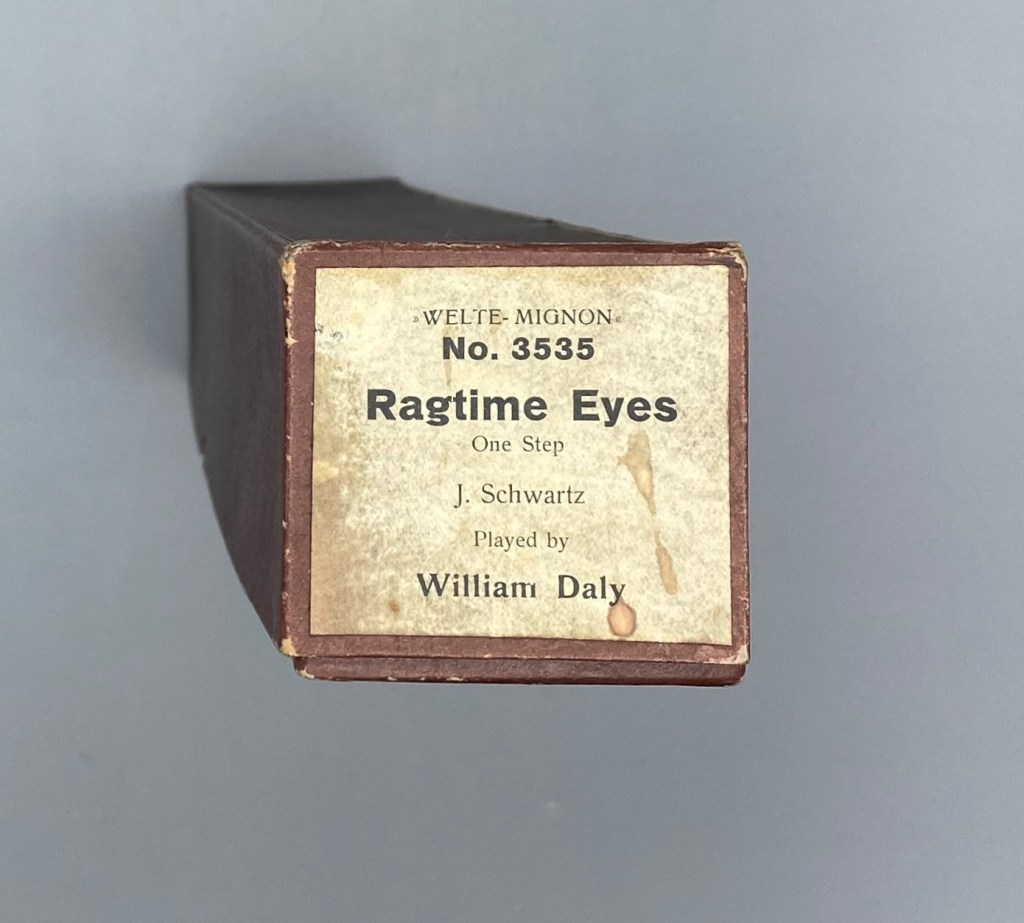 »WELTE-MIGNON«
No. 3535
Ragtime Eyes
One Step
J. Schwartz
Played by
William Daly